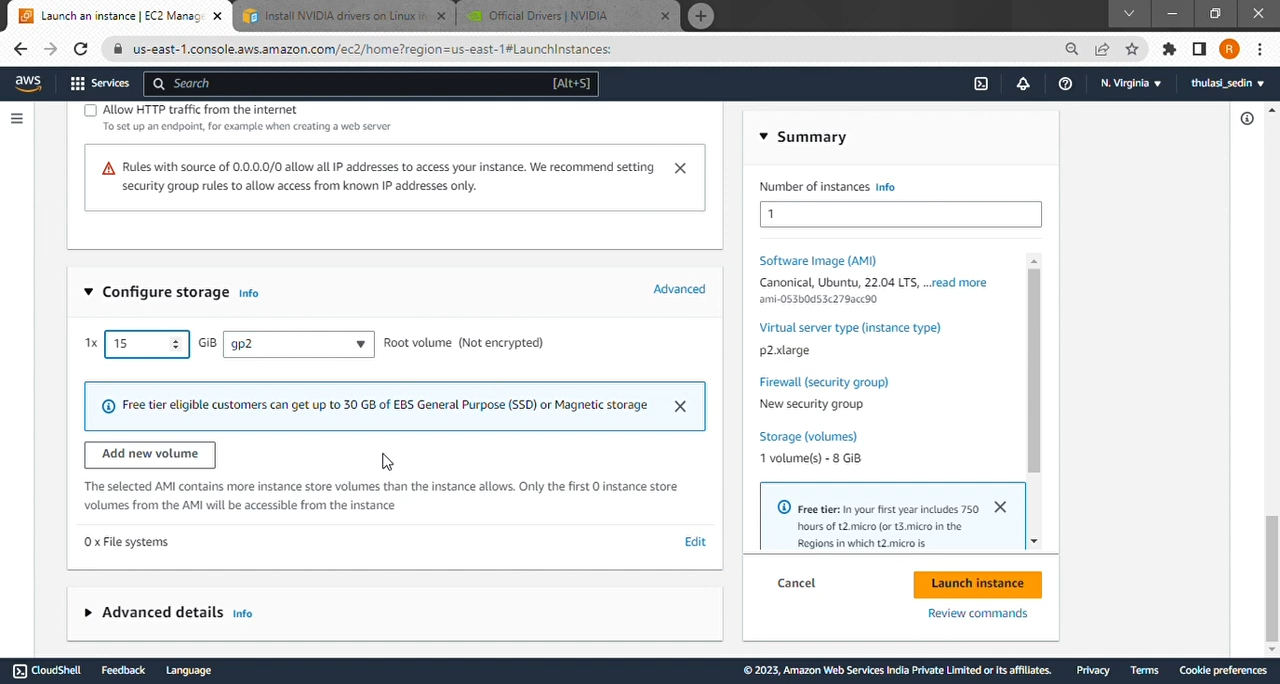 Launch an instance | EC2 Manage
Install NVIDIA drivers on Linux in
Official Drivers | NVIDIA
us-east-1.console.aws.amazon.com/ec2/home?region=us-east-1#LaunchInstances:
R
aws
Services
Search
[Alt+S]
N. Virginia
thulasi_sedin
Allow HTTP traffic from the internet
To set up an endpoint, for example when creating a web server
Rules with source of 0.0.0.0/0 allow all IP addresses to access your instance. We recommend setting
security group rules to allow access from known IP addresses only.
Configure storage Info
Advanced
1x
15
GiB
gp2
Root volume (Not encrypted)
Free tier eligible customers can get up to 30 GB of EBS General Purpose (SSD) or Magnetic storage
Add new volume
The selected AMI contains more instance store volumes than the instance allows. Only the first 0 instance store
volumes from the AMI will be accessible from the instance
0 x File systems
Edit
Advanced details Info
Summary
Number of instances Info
1
Software Image (AMI)
Canonical, Ubuntu, 22.04 LTS, ...read more
ami-053b0d53c279acc90
Virtual server type (instance type)
p2.xlarge
Firewall (security group)
New security group
Storage (volumes)
1 volume(s) - 8 GiB
Free tier: In your first year includes 750
hours of t2.micro (or t3.micro in the
Regions in which t2.micro is
Cancel
Launch instance
Review commands
CloudShell
Feedback
Language
© 2023, Amazon Web Services India Private Limited or its affiliates.
Privacy
Terms
Cookie preferences